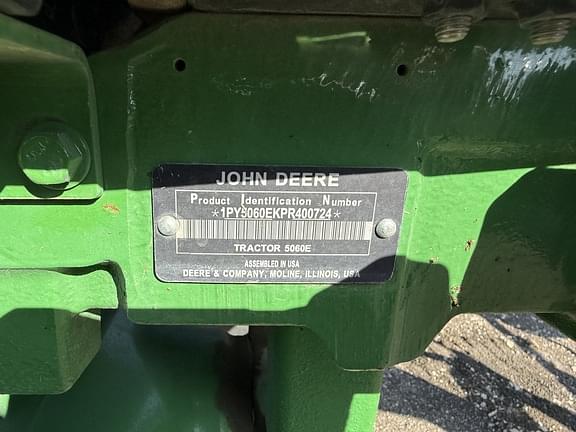 JOHN DEERE
Product Identification Number
*1PY5060EKPR400724*
TRACTOR 5060E
ASSEMBLED IN USA
DEERE & COMPANY, MOLINE, ILLINOIS, USA